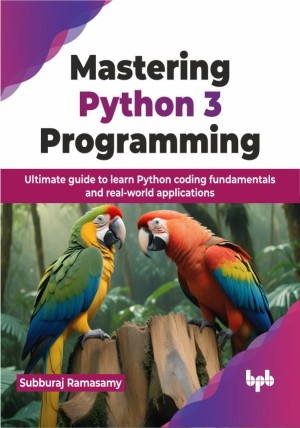 Mastering
Python 3
Programming
Ultimate guide to learn Python coding fundamentals
and real-world applications
Subburaj Ramasamy
bpb